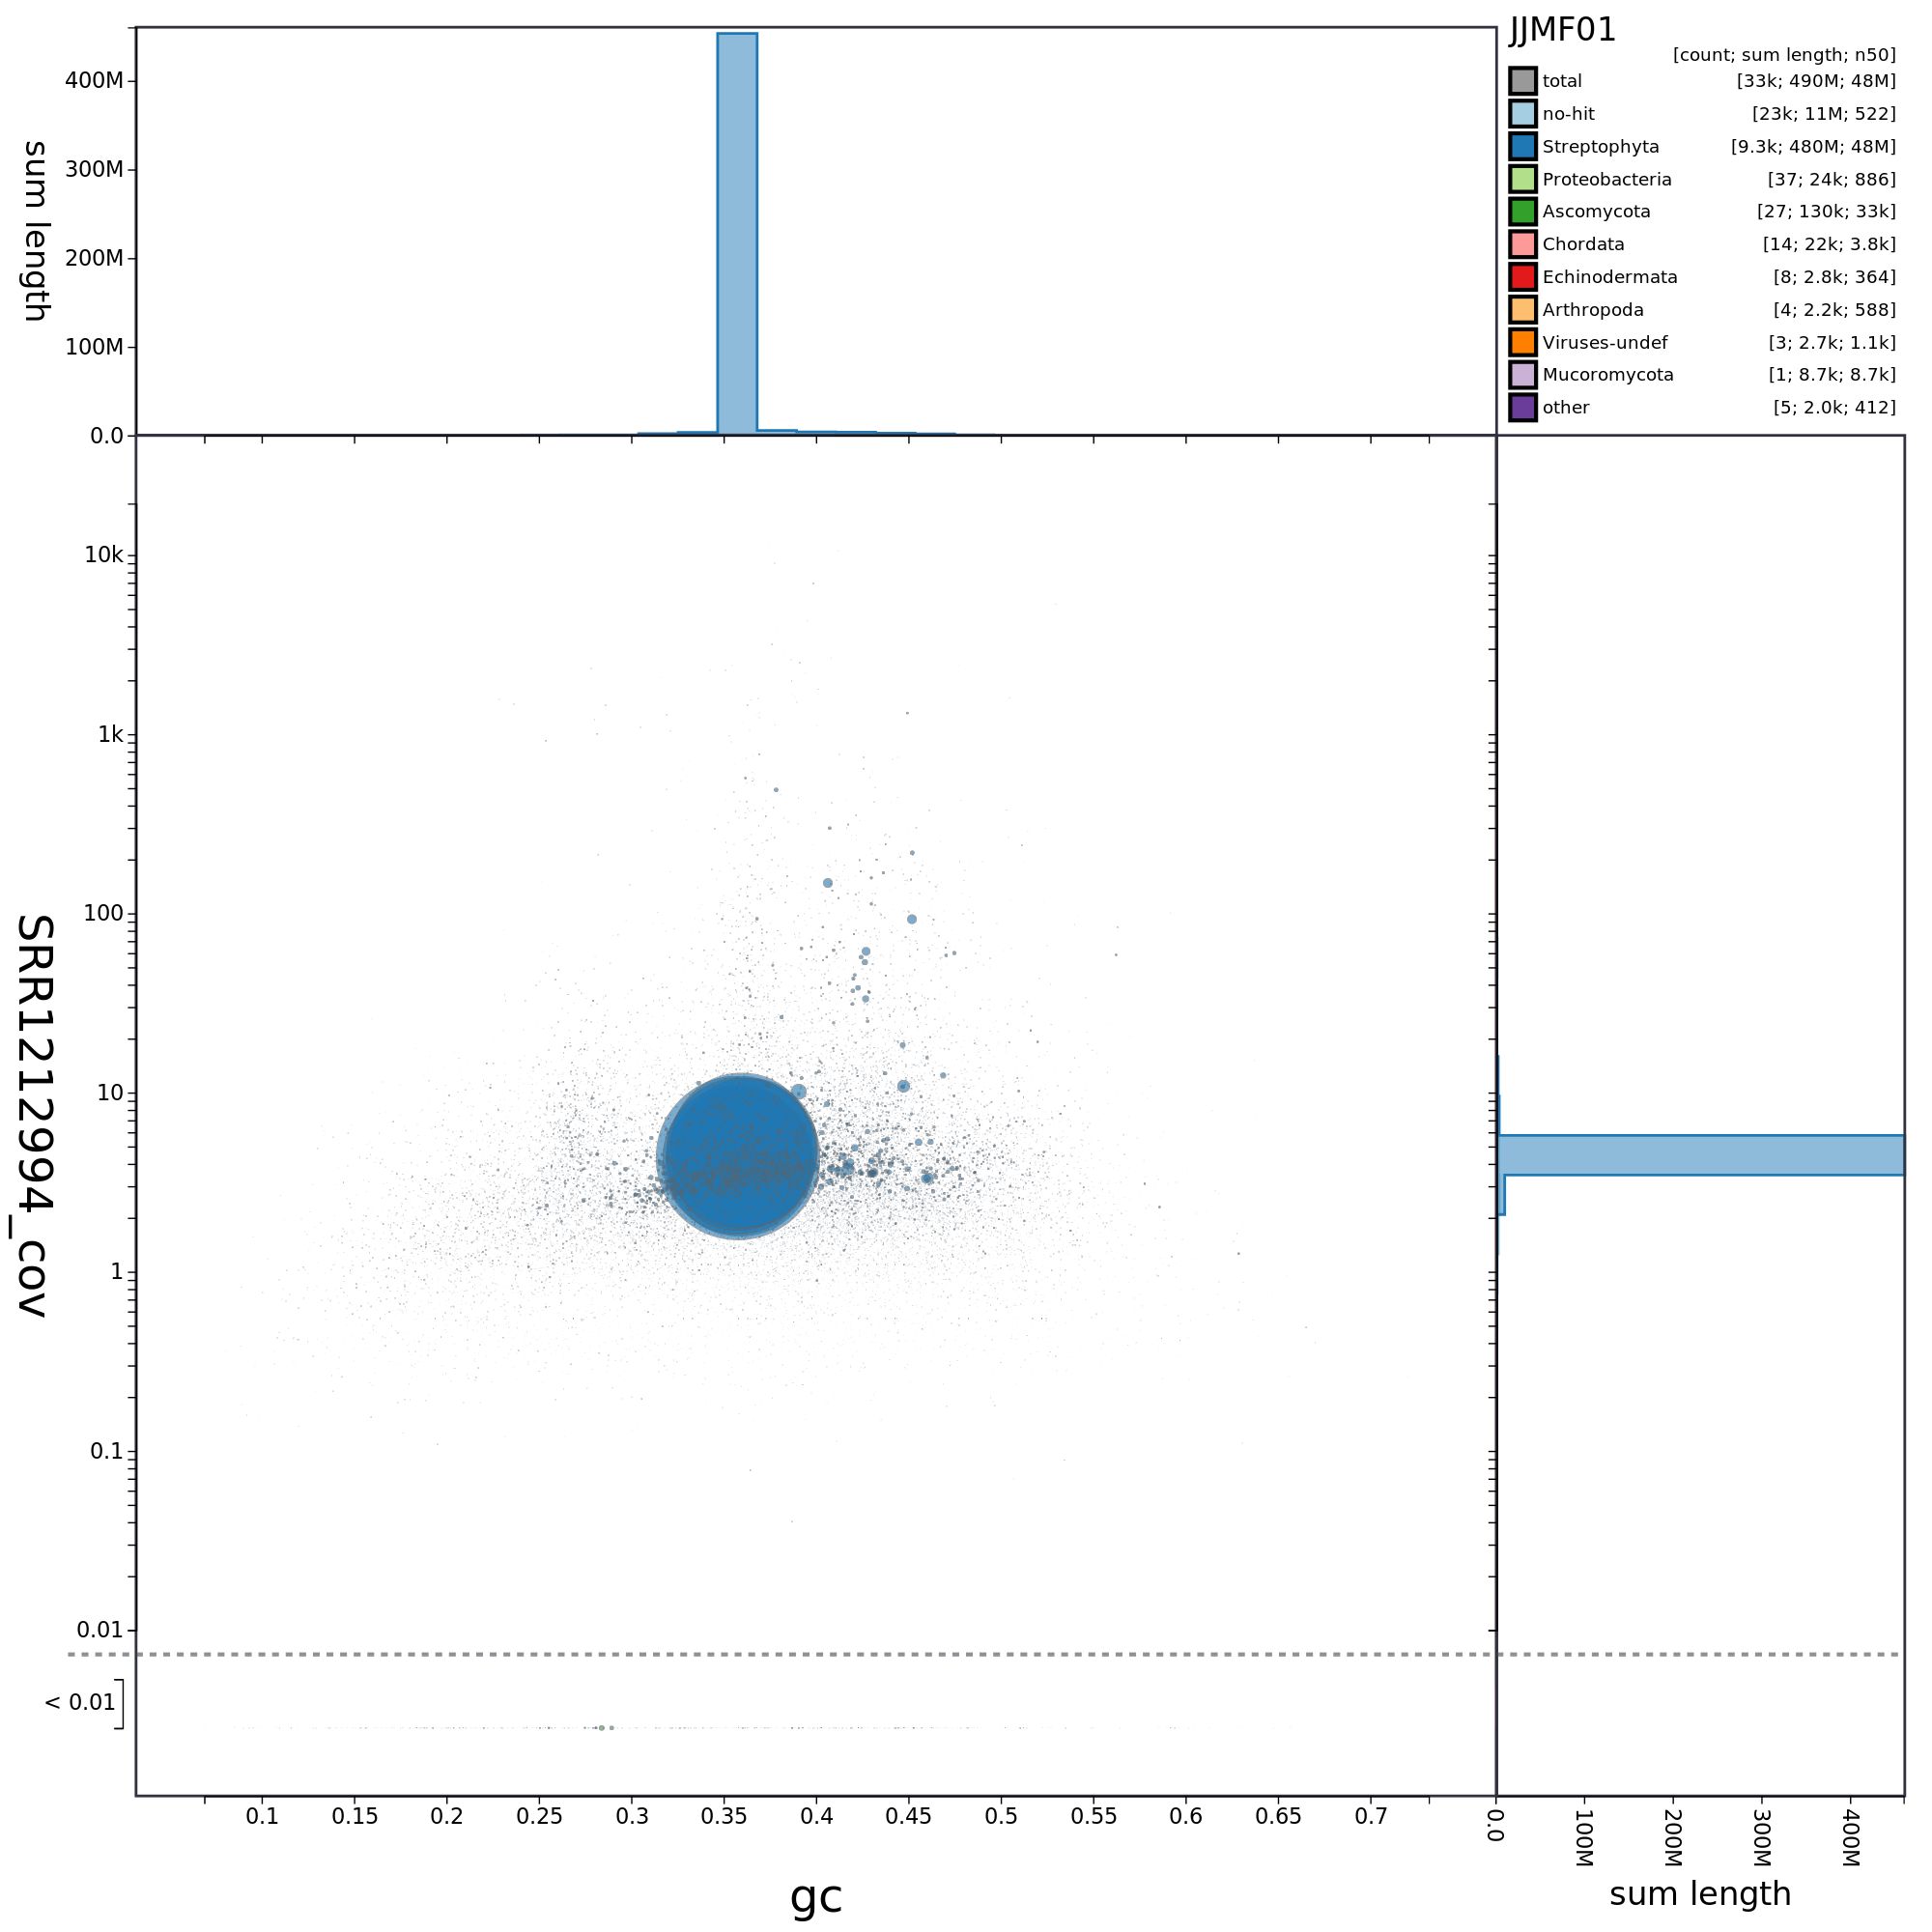 JJMF01
[count; sum length; n50]
total [33k; 490M; 48M]
no-hit [23k; 11M; 522]
Streptophyta [9.3k; 480M; 48M]
Proteobacteria [37; 24k; 886]
Ascomycota [27; 130k; 33k]
Chordata [14; 22k; 3.8k]
Echinodermata [8; 2.8k; 364]
Arthropoda [4; 2.2k; 588]
Viruses-undef [3; 2.7k; 1.1k]
Mucoromycota [1; 8.7k; 8.7k]
other [5; 2.0k; 412]
sum length
400M
300M
200M
100M
0.0
SRR1212994_cov
10k
1k
100
10
1
0.1
0.01
< 0.01
0.1 0.15 0.2 0.25 0.3 0.35 0.4 0.45 0.5 0.55 0.6 0.65 0.7
gc
0.0 100M 200M 300M 400M
sum length